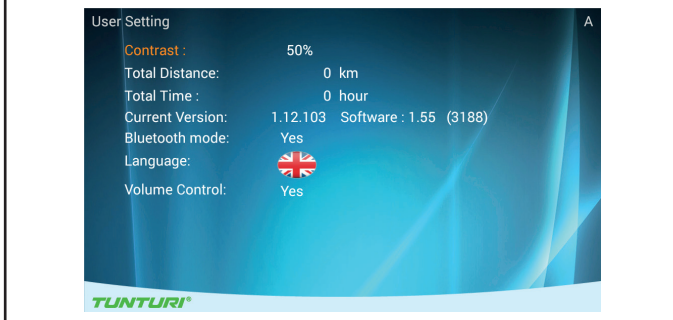 User Setting A
Contrast : 50%
Total Distance: 0 km
Total Time : 0 hour
Current Version: 1.12.103 Software : 1.55 (3188)
Bluetooth mode: Yes
Language:
Volume Control: Yes
TUNTURI®